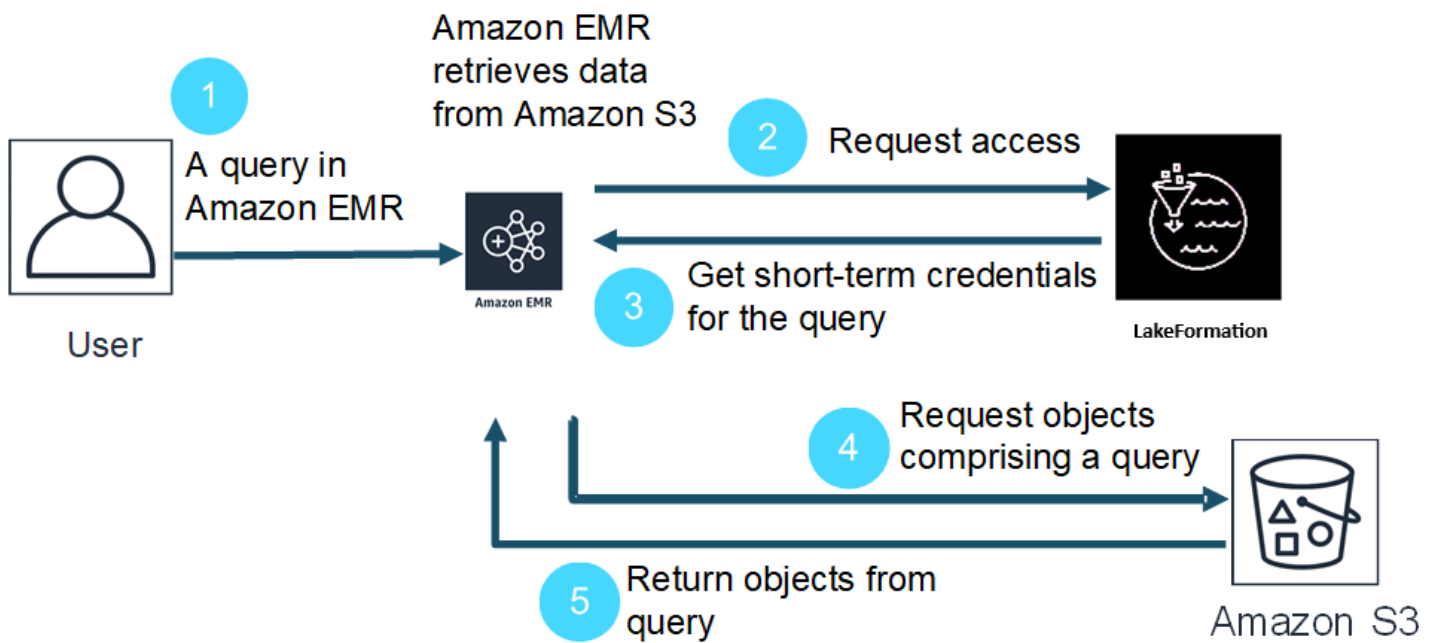 Amazon EMR
retrieves data
from Amazon S3
1
A query in
Amazon EMR
User
Amazon EMR
2
Request access
3
Get short-term credentials
for the query
LakeFormation
4
Request objects
comprising a query
5
Return objects from
query
Amazon S3